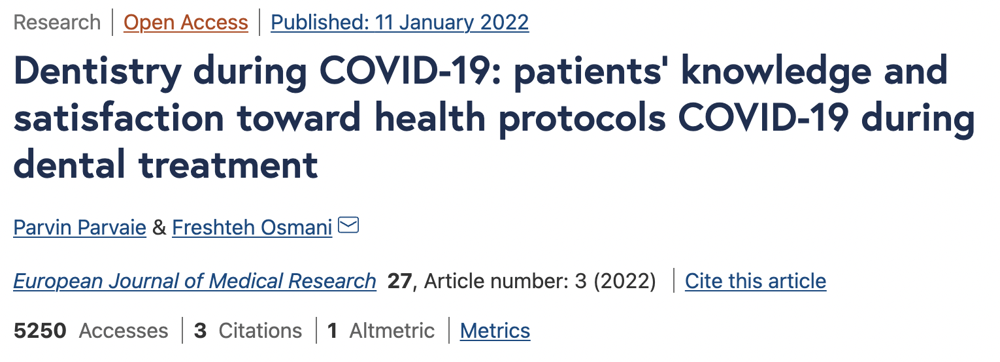 Research | Open Access | Published: 11 January 2022
Dentistry during COVID-19: patients' knowledge and
satisfaction toward health protocols COVID-19 during
dental treatment
Parvin Parvaie & Freshteh Osmani
European Journal of Medical Research 27, Article number: 3 (2022) | Cite this article
5250 Accesses | 3 Citations | 1 Altmetric | Metrics